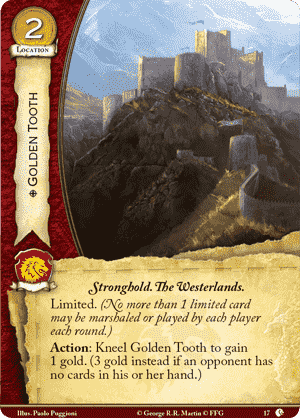 2
Location
Golden Tooth
Stronghold. The Westerlands.
Limited. (No more than 1 limited card
may be marshaled or played by each player
each round.)
Action: Kneel Golden Tooth to gain
1 gold. (3 gold instead if an opponent has
no cards in his or her hand.)
Illus. Paolo Puggioni
© George R.R. Martin © FFG
17